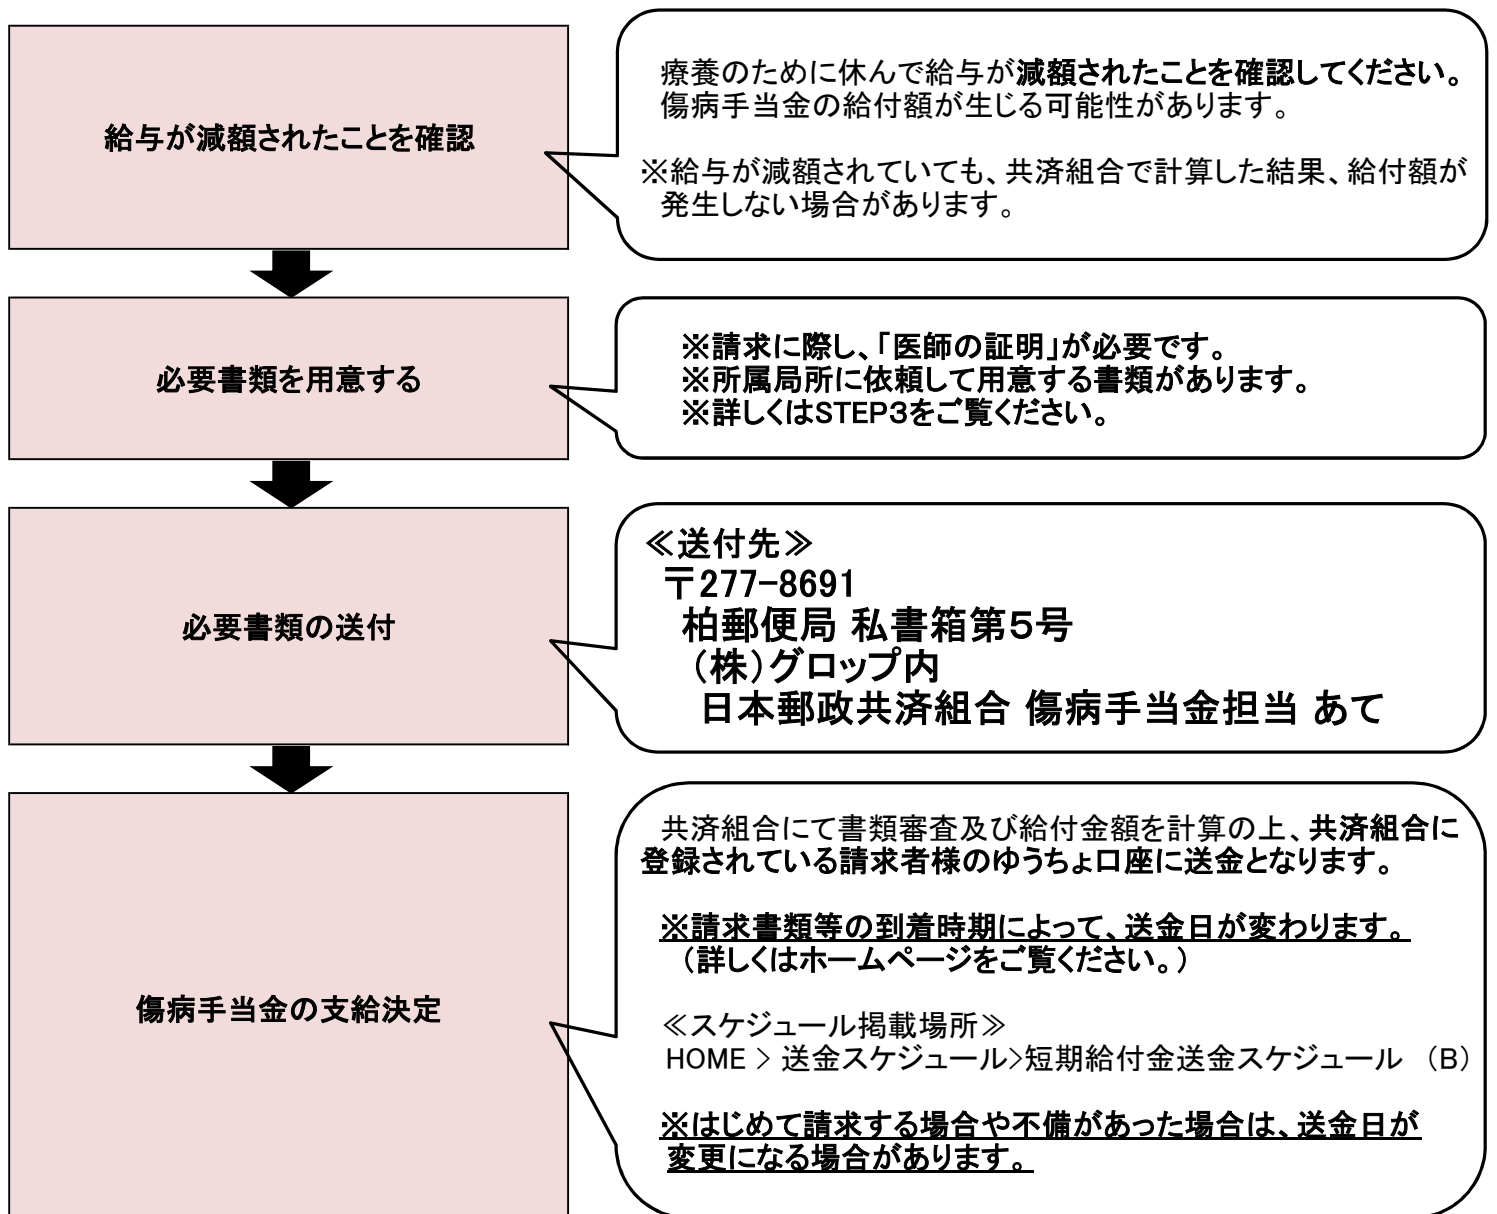 給与が減額されたことを確認
療養のために休んで給与が減額されたことを確認してください。
傷病手当金の給付額が生じる可能性があります。
※給与が減額されていても、共済組合で計算した結果、給付額が
発生しない場合があります。
必要書類を用意する
※請求に際し、「医師の証明」が必要です。
※所属局所に依頼して用意する書類があります。
※詳しくはSTEP3をご覧ください。
必要書類の送付
≪送付先≫
〒277-8691
柏郵便局 私書箱第5号
（株）グロップ内
日本郵政共済組合 傷病手当金担当 あて
傷病手当金の支給決定
共済組合にて書類審査及び給付金額を計算の上、共済組合に
登録されている請求者様のゆうちょ口座に送金となります。
※請求書類等の到着時期によって、送金日が変わります。
（詳しくはホームページをご覧ください。）
≪スケジュール掲載場所≫
HOME > 送金スケジュール>短期給付金送金スケジュール （B）
※はじめて請求する場合や不備があった場合は、送金日が
変更になる場合があります。